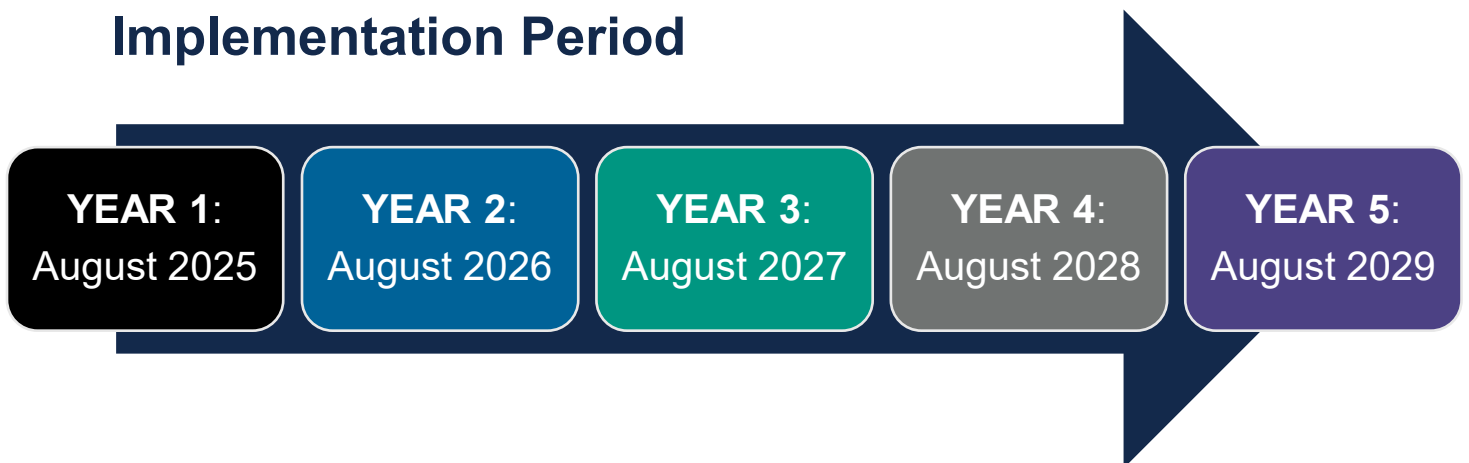 Implementation Period
YEAR 1:
August 2025
YEAR 2:
August 2026
YEAR 3:
August 2027
YEAR 4:
August 2028
YEAR 5:
August 2029